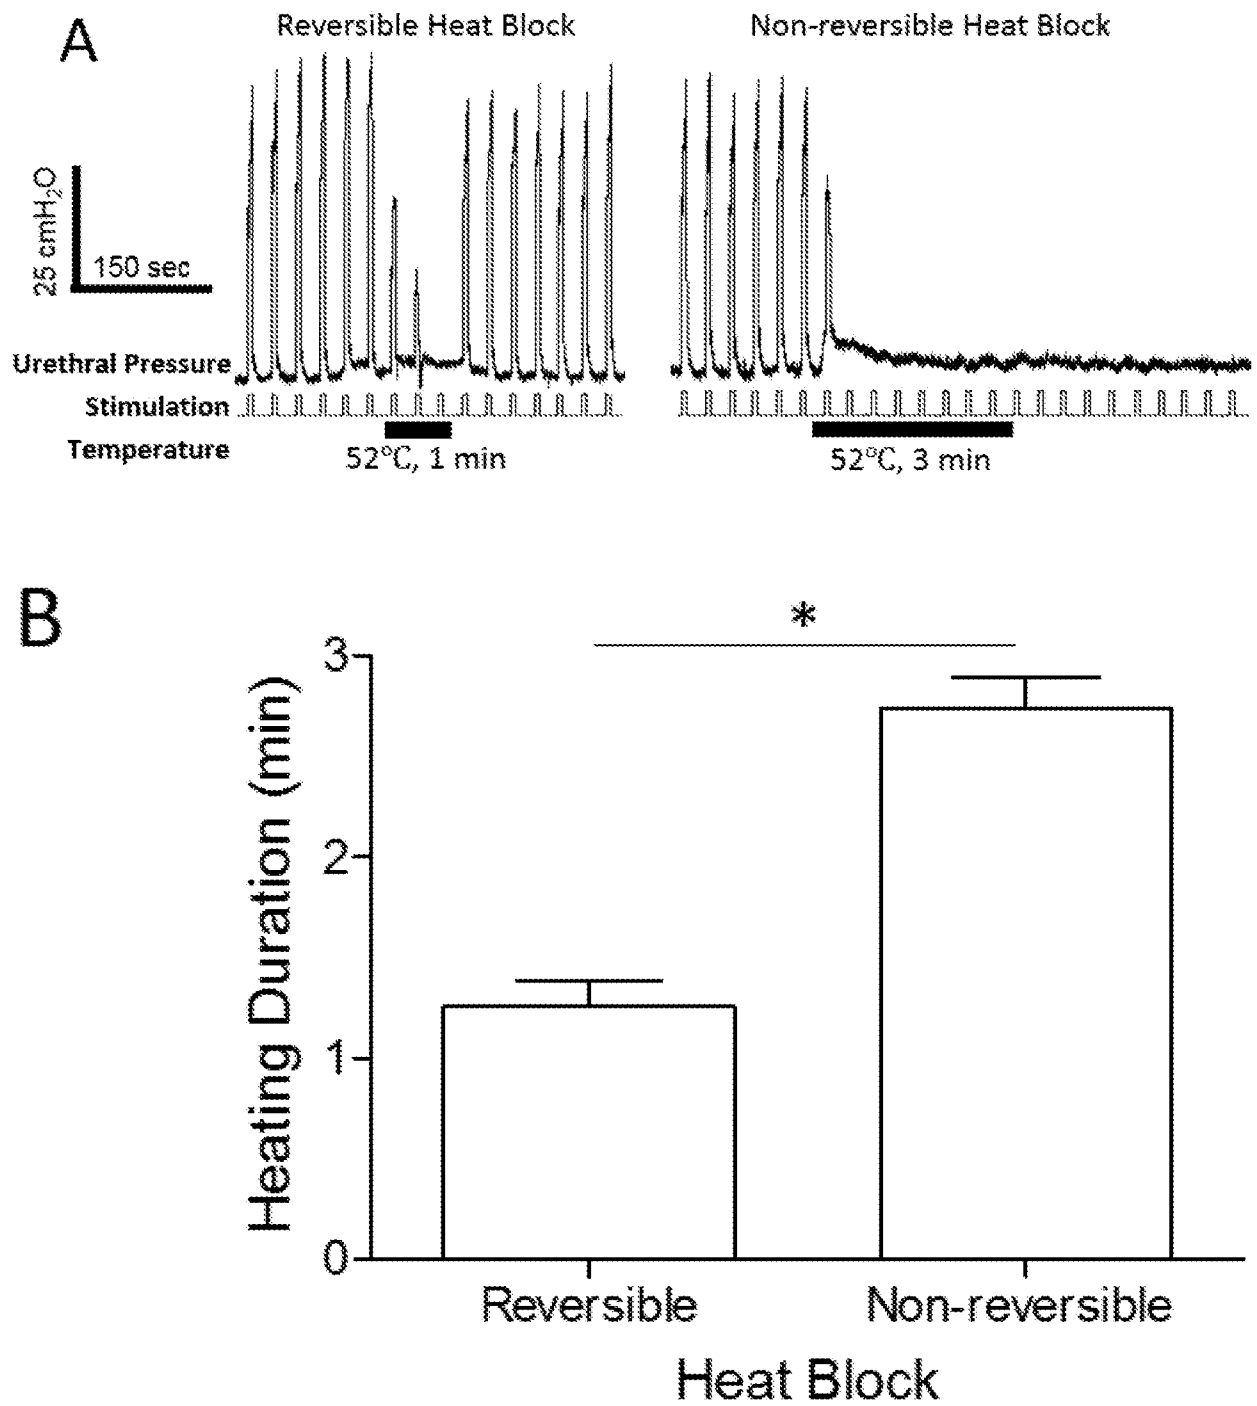 A
Reversible Heat Block
Non-reversible Heat Block
25 cmH₂O
150 sec
Urethral Pressure
Stimulation
Temperature
52°C, 1 min
52°C, 3 min
B
*
Heating Duration (min)
3
2
1
0
Reversible
Non-reversible
Heat Block